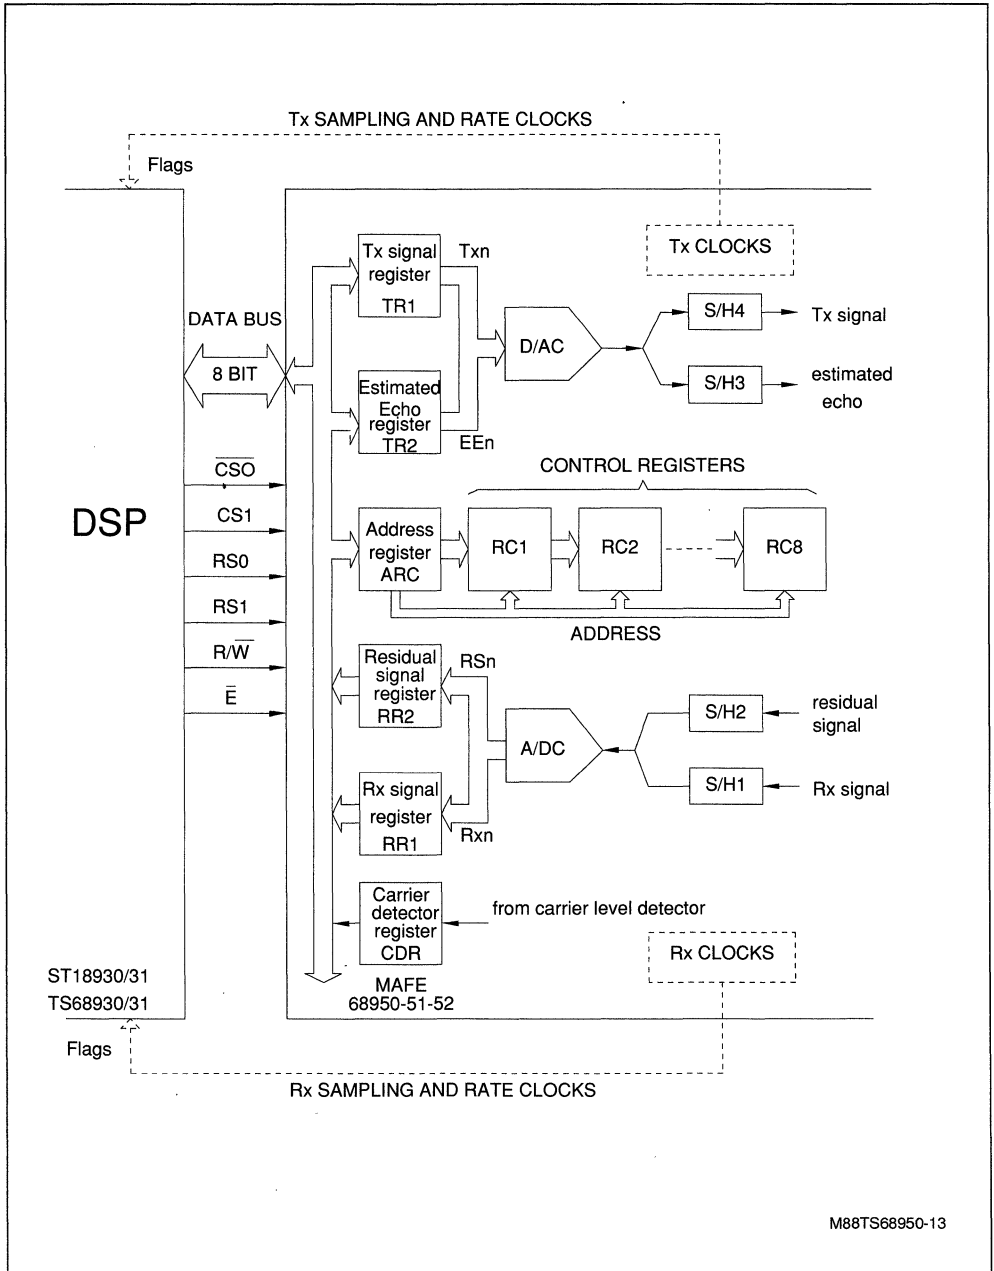 Tx SAMPLING AND RATE CLOCKS
Flags
Tx CLOCKS
Tx signal
register
TR1
Txn
DATA BUS
8 BIT
D/AC
S/H4
Tx signal
S/H3
estimated
echo
Estimated
Echo
register
TR2
EEn
CONTROL REGISTERS
DSP
C̅S̅O̅
CS1
RS0
RS1
R/W̅
E̅
Address
register
ARC
RC1
RC2
RC8
ADDRESS
Residual
signal
register
RR2
RSn
A/DC
S/H2
residual
signal
S/H1
Rx signal
Rx signal
register
RR1
Rxn
Carrier
detector
register
CDR
from carrier level detector
Rx CLOCKS
ST18930/31
TS68930/31
MAFE
68950-51-52
Flags
Rx SAMPLING AND RATE CLOCKS
M88TS68950-13